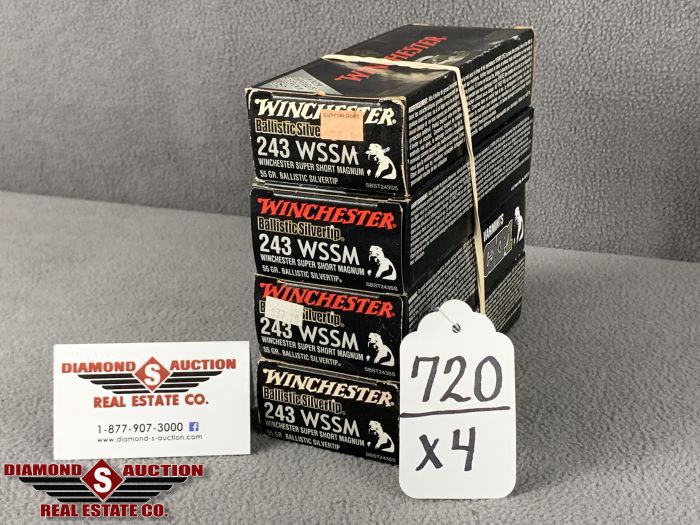 WINCHESTER
WINCHESTER
Ballistic Silvertip
243 WSSM
WINCHESTER SUPER SHORT MAGNUM
55 GR. BALLISTIC SILVERTIP
SBST243SS
WINCHESTER
Ballistic Silvertip®
243 WSSM
WINCHESTER SUPER SHORT MAGNUM
55 GR. BALLISTIC SILVERTIP
SBST243SS
VARMINTS
WINCHESTER
Ballistic Silvertip®
243 WSSM
WINCHESTER SUPER SHORT MAGNUM
55 GR. BALLISTIC SILVERTIP
SBST243SS
WINCHESTER
Ballistic Silvertip®
243 WSSM
WINCHESTER SUPER SHORT MAGNUM
55 GR. BALLISTIC SILVERTIP
SBST243SS
720
x4
DIAMOND S AUCTION
REAL ESTATE CO.
1-877-907-3000 f
www.diamond-s-auction.com
DIAMOND S AUCTION
REAL ESTATE CO.